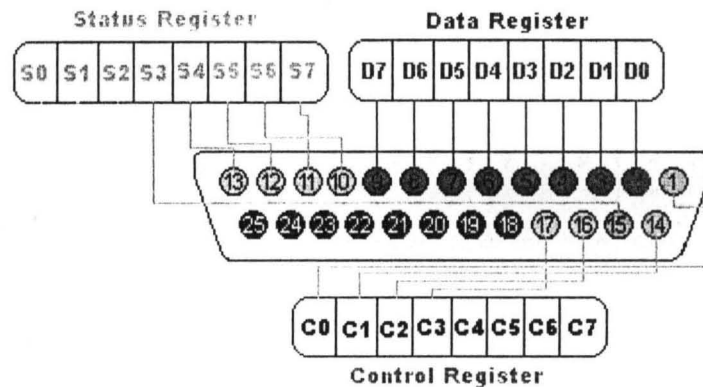 Status Register Data Register
S0 S1 S2 S3 S4 S5 S6 S7 D7 D6 D5 D4 D3 D2 D1 D0
13 12 11 10 9 8 7 6 5 4 3 2 1
25 24 23 22 21 20 19 18 17 16 15 14
C0 C1 C2 C3 C4 C5 C6 C7
Control Register